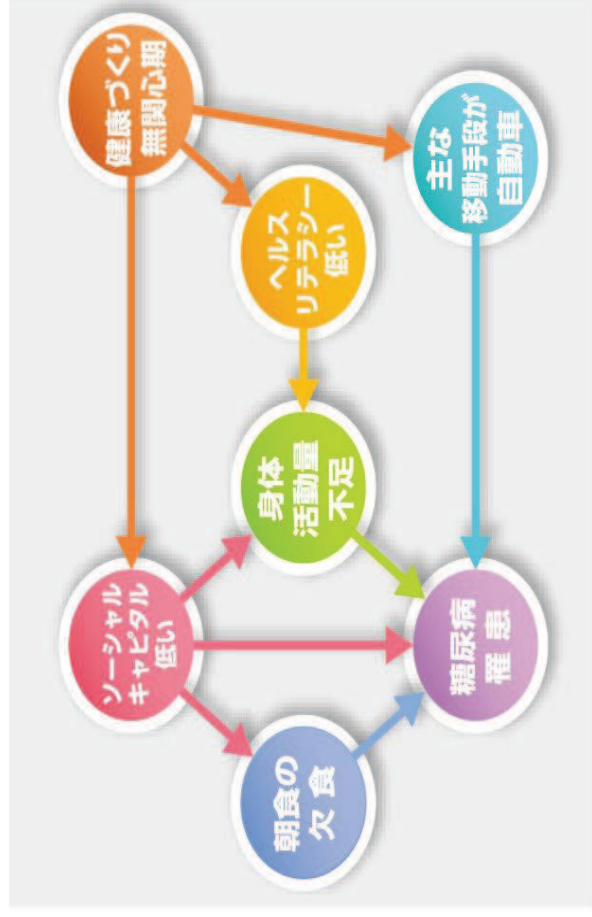 健康づくり
無関心期
ヘルス
リテラシー
低い
主な
移動手段が
自動車
身体
活動量
不足
ソーシャル
キャピタル
低い
朝食の
欠食
糖尿病
罹患